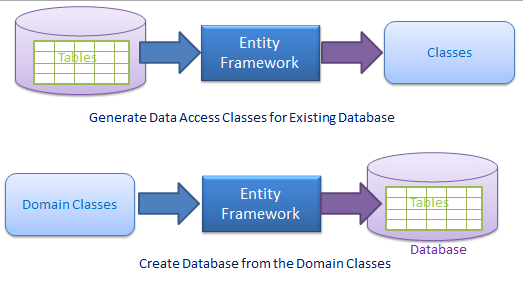 Tables
Entity
Framework
Classes
Generate Data Access Classes for Existing Database
Domain Classes
Entity
Framework
Tables
Database
Create Database from the Domain Classes